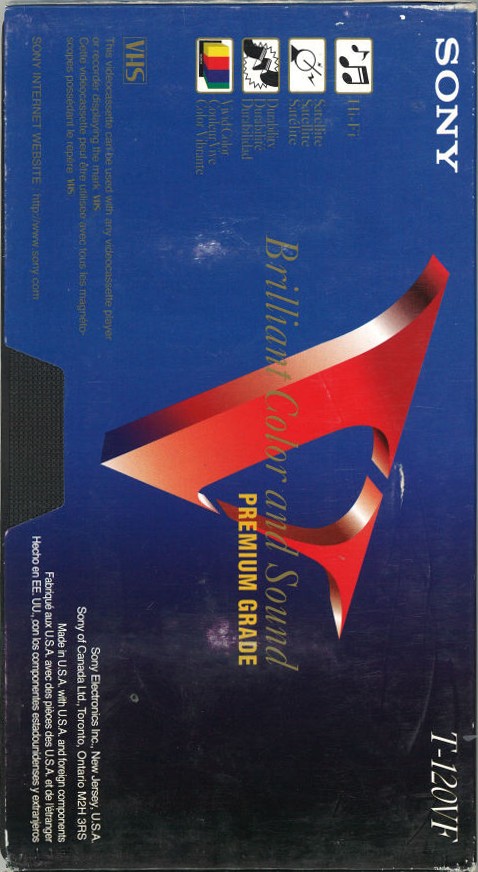 SONY
T-120VF
Hi-Fi
Satellite
Satellite
Satélite
Durability
Durabilité
Durabilidad
Vivid Color
Couleur Vive
Color Vibrante
Brilliant Color and Sound
PREMIUM GRADE
VHS
This videocassette can be used with any videocassette player
or recorder displaying the mark VHS.
Cette vidéocassette peut être utilisée avec tous les magnéto-
scopes possédant le repère VHS.
SONY INTERNET WEBSITE : http://www.sony.com
Sony Electronics Inc., New Jersey, U.S.A.
Sony of Canada Ltd., Toronto, Ontario M2H 3R5
Made in U.S.A. with U.S.A. and foreign components
Fabriqué aux U.S.A. avec des pièces des U.S.A. et de l'étranger
Hecho en EE. UU., con los componentes estadounidenses y extranjeros